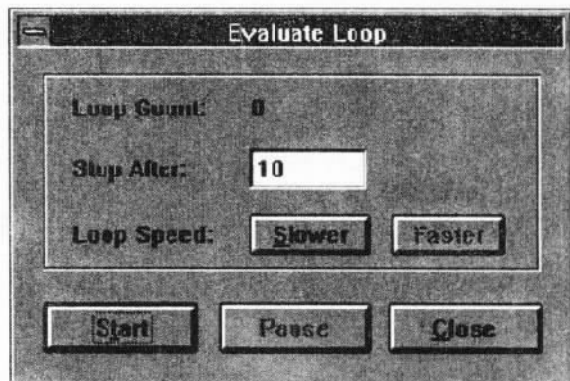 Evaluate Loop
Loop Count: 0
Stop After: 10
Loop Speed: Slower Faster
Start Pause Close